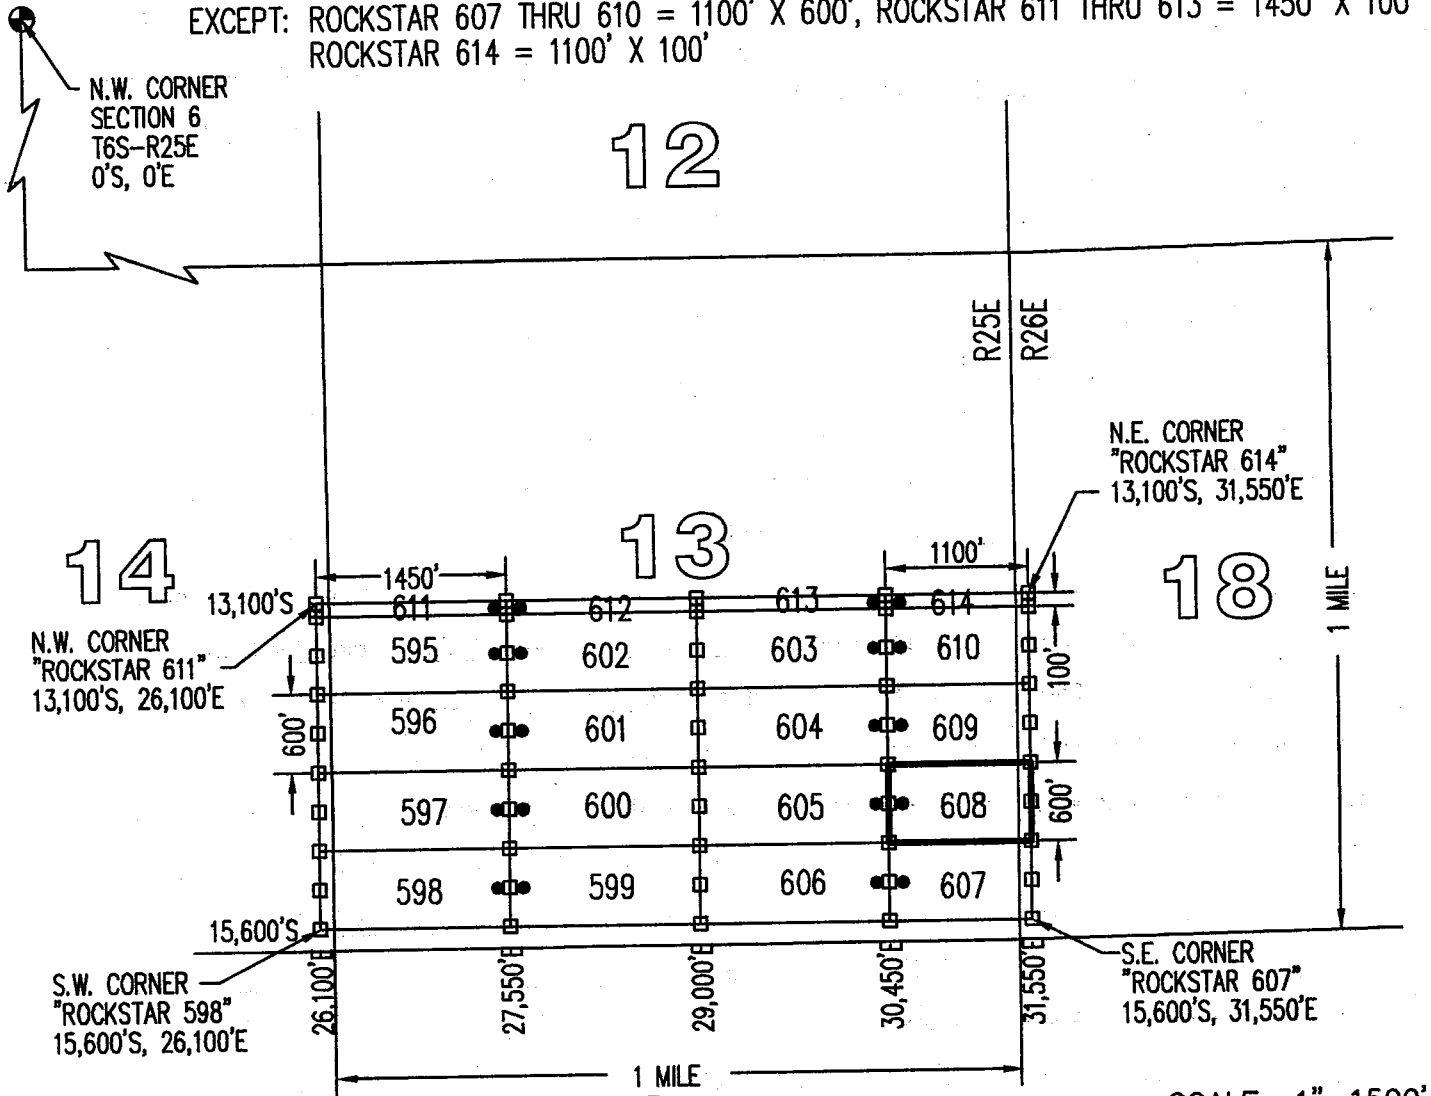 EXCEPT: ROCKSTAR 607 THRU 610 = 1100' X 600', ROCKSTAR 611 THRU 613 = 1450' X 100'
ROCKSTAR 614 = 1100' X 100'
N.W. CORNER
SECTION 6
T6S-R25E
0'S, 0'E
12
R25E
R26E
N.E. CORNER
"ROCKSTAR 614"
13,100'S, 31,550'E
14
13
18
1 MILE
1450'
1100'
13,100'S
611
612
613
614
N.W. CORNER
"ROCKSTAR 611"
13,100'S, 26,100'E
595
602
603
610
100'
600'
596
601
604
609
597
600
605
608
600'
598
599
606
607
15,600'S
S.W. CORNER
"ROCKSTAR 598"
15,600'S, 26,100'E
26,100'E
27,550'E
29,000'E
30,450'E
31,550'E
S.E. CORNER
"ROCKSTAR 607"
15,600'S, 31,550'E
1 MILE